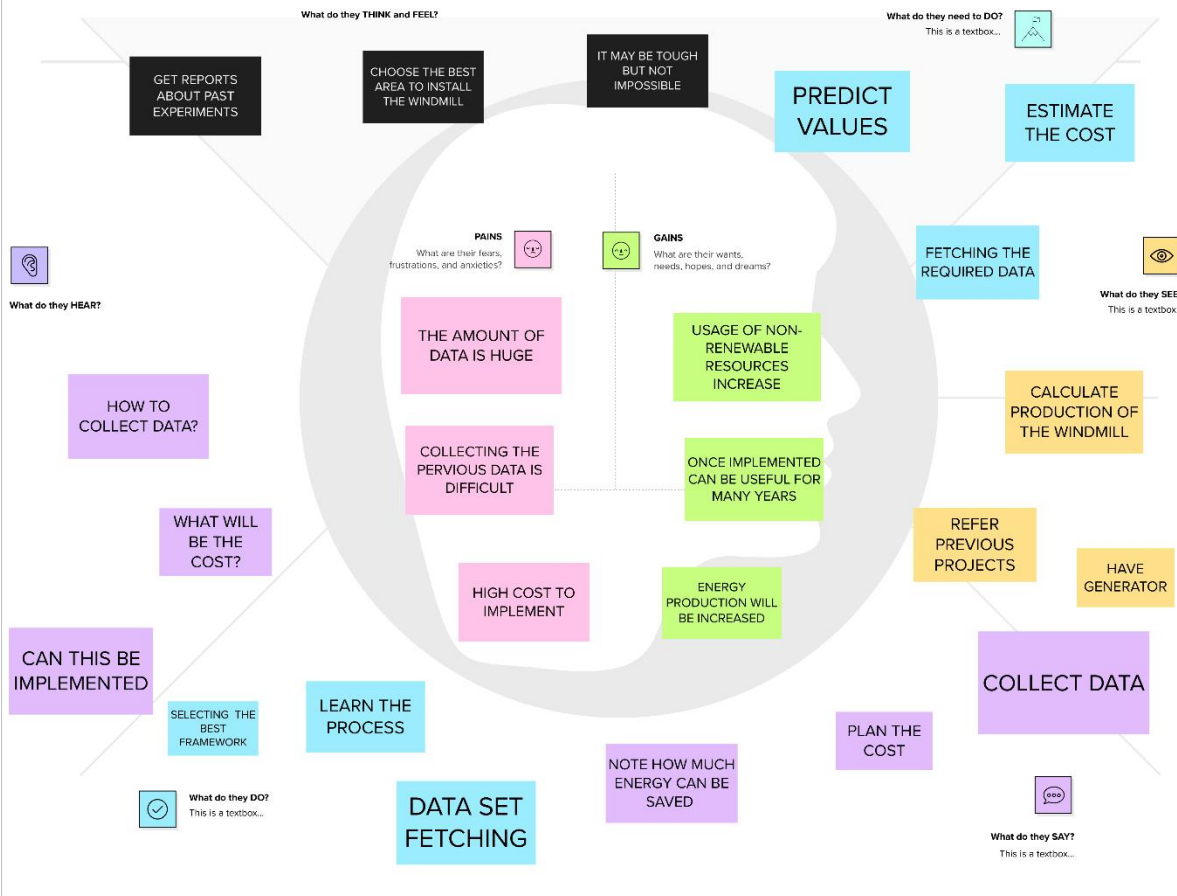 What do they THINK and FEEL?
What do they need to DO?
This is a textbox...
GET REPORTS
ABOUT PAST
EXPERIMENTS
CHOOSE THE BEST
AREA TO INSTALL
THE WINDMILL
IT MAY BE TOUGH
BUT NOT
IMPOSSIBLE
PREDICT
VALUES
ESTIMATE
THE COST
PAINS
What are their fears,
frustrations, and anxieties?
GAINS
What are their wants,
needs, hopes, and dreams?
FETCHING THE
REQUIRED DATA
What do they HEAR?
What do they SEE
This is a textbox
THE AMOUNT OF
DATA IS HUGE
USAGE OF NON-
RENEWABLE
RESOURCES
INCREASE
HOW TO
COLLECT DATA?
CALCULATE
PRODUCTION OF
THE WINDMILL
COLLECTING THE
PERVIOUS DATA IS
DIFFICULT
ONCE IMPLEMENTED
CAN BE USEFUL FOR
MANY YEARS
WHAT WILL
BE THE
COST?
REFER
PREVIOUS
PROJECTS
HAVE
GENERATOR
HIGH COST TO
IMPLEMENT
ENERGY
PRODUCTION WILL
BE INCREASED
CAN THIS BE
IMPLEMENTED
COLLECT DATA
SELECTING THE
BEST
FRAMEWORK
LEARN THE
PROCESS
PLAN THE
COST
NOTE HOW MUCH
ENERGY CAN BE
SAVED
What do they DO?
This is a textbox...
DATA SET
FETCHING
What do they SAY?
This is a textbox...